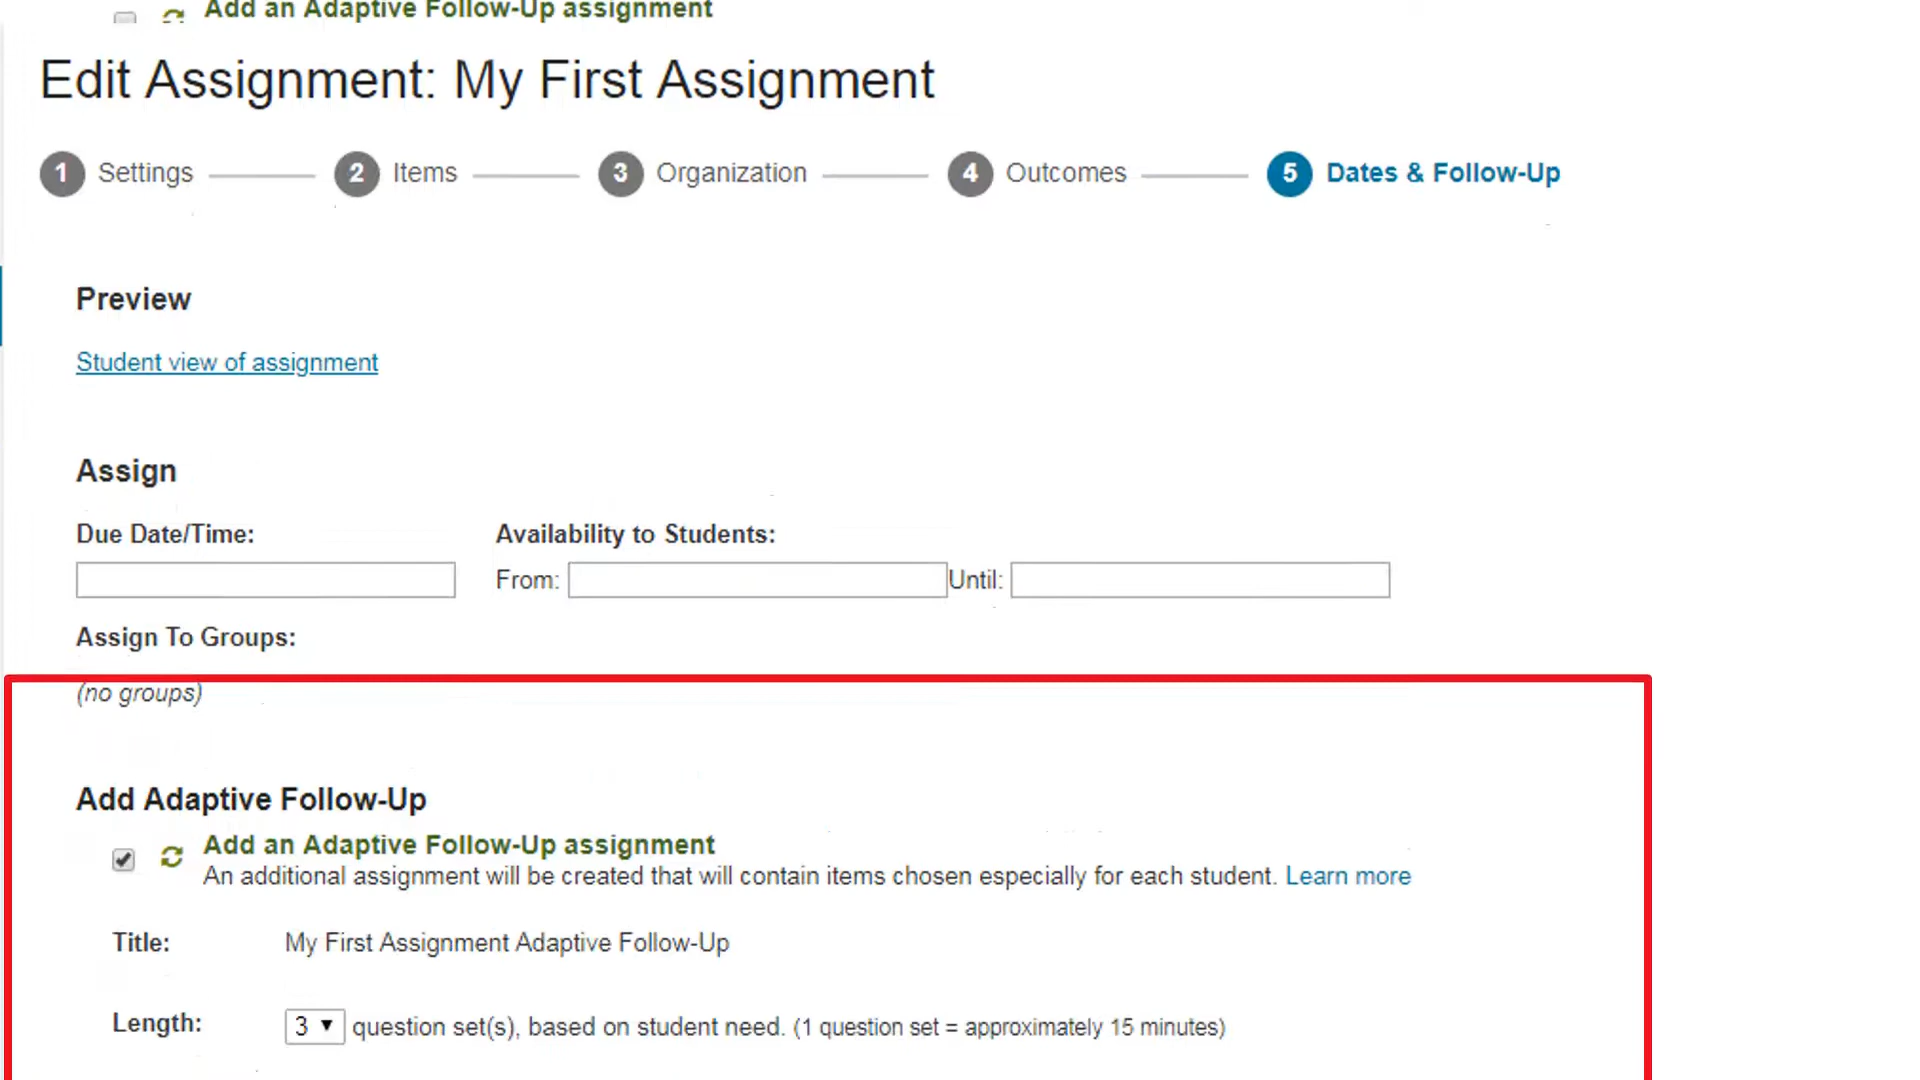 Add an Adaptive Follow-Up assignment
Edit Assignment: My First Assignment
1 Settings 2 Items 3 Organization 4 Outcomes 5 Dates & Follow-Up
Preview
Student view of assignment
Assign
Due Date/Time: Availability to Students:
From: Until:
Assign To Groups:
(no groups)
Add Adaptive Follow-Up
Add an Adaptive Follow-Up assignment
An additional assignment will be created that will contain items chosen especially for each student. Learn more
Title: My First Assignment Adaptive Follow-Up
Length: 3 question set(s), based on student need. (1 question set = approximately 15 minutes)